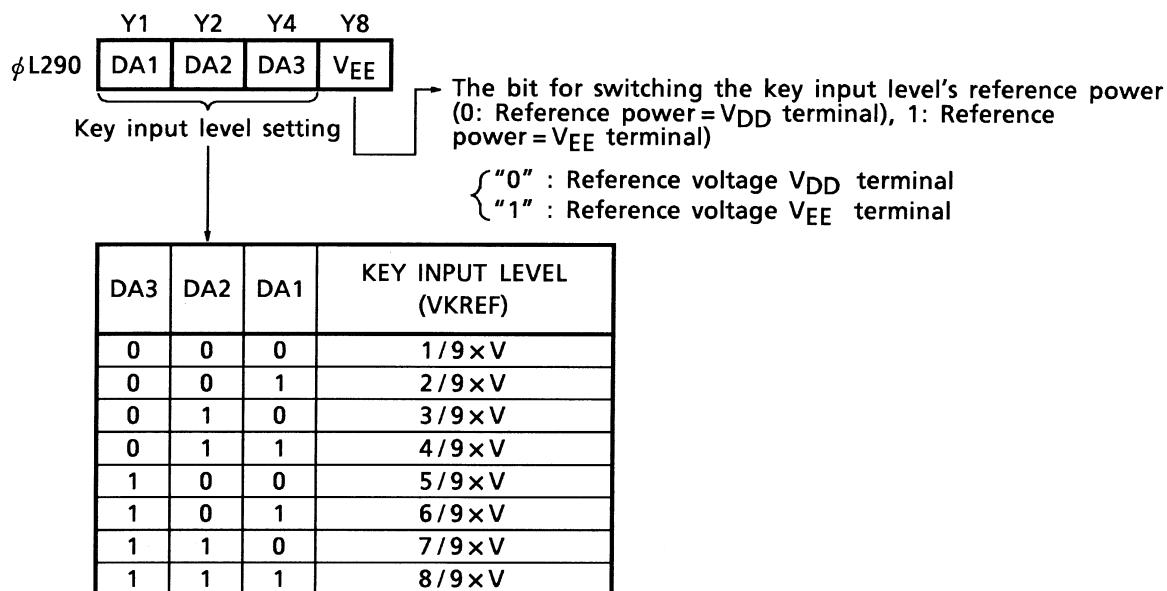 Y1 Y2 Y4 Y8
ϕL290 DA1 DA2 DA3 VEE
The bit for switching the key input level's reference power
(0: Reference power=VDD terminal), 1: Reference
power=VEE terminal)
Key input level setting
"0" : Reference voltage VDD terminal
"1" : Reference voltage VEE terminal
DA3 DA2 DA1 KEY INPUT LEVEL
(VKREF)
0 0 0 1/9×V
0 0 1 2/9×V
0 1 0 3/9×V
0 1 1 4/9×V
1 0 0 5/9×V
1 0 1 6/9×V
1 1 0 7/9×V
1 1 1 8/9×V